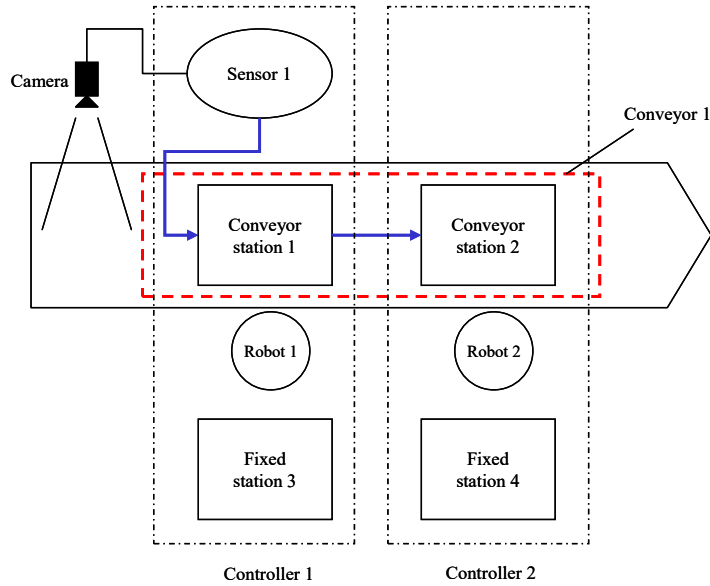 Sensor 1
Camera
Conveyor 1
Conveyor
station 1
Conveyor
station 2
Robot 1
Robot 2
Fixed
station 3
Fixed
station 4
Controller 1
Controller 2